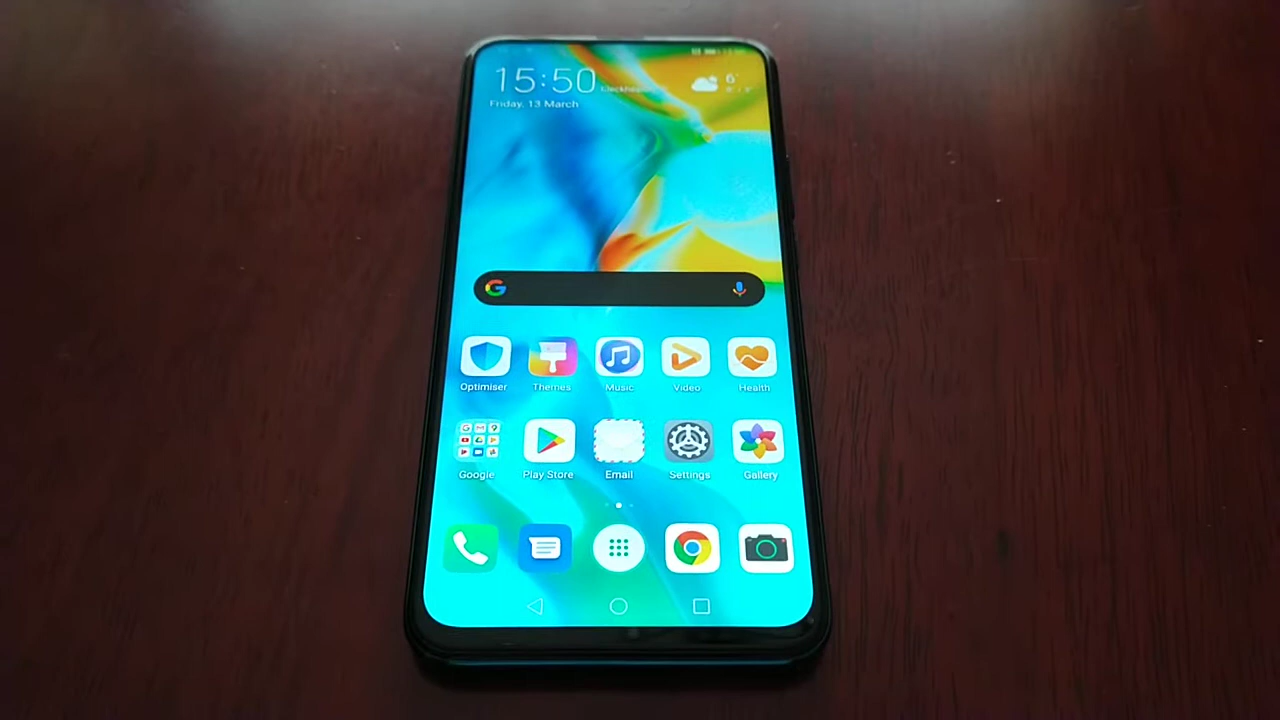 15:50
Friday, 13 March
6°
Optimiser Themes Music Video Health
Google Play Store Email Settings Gallery